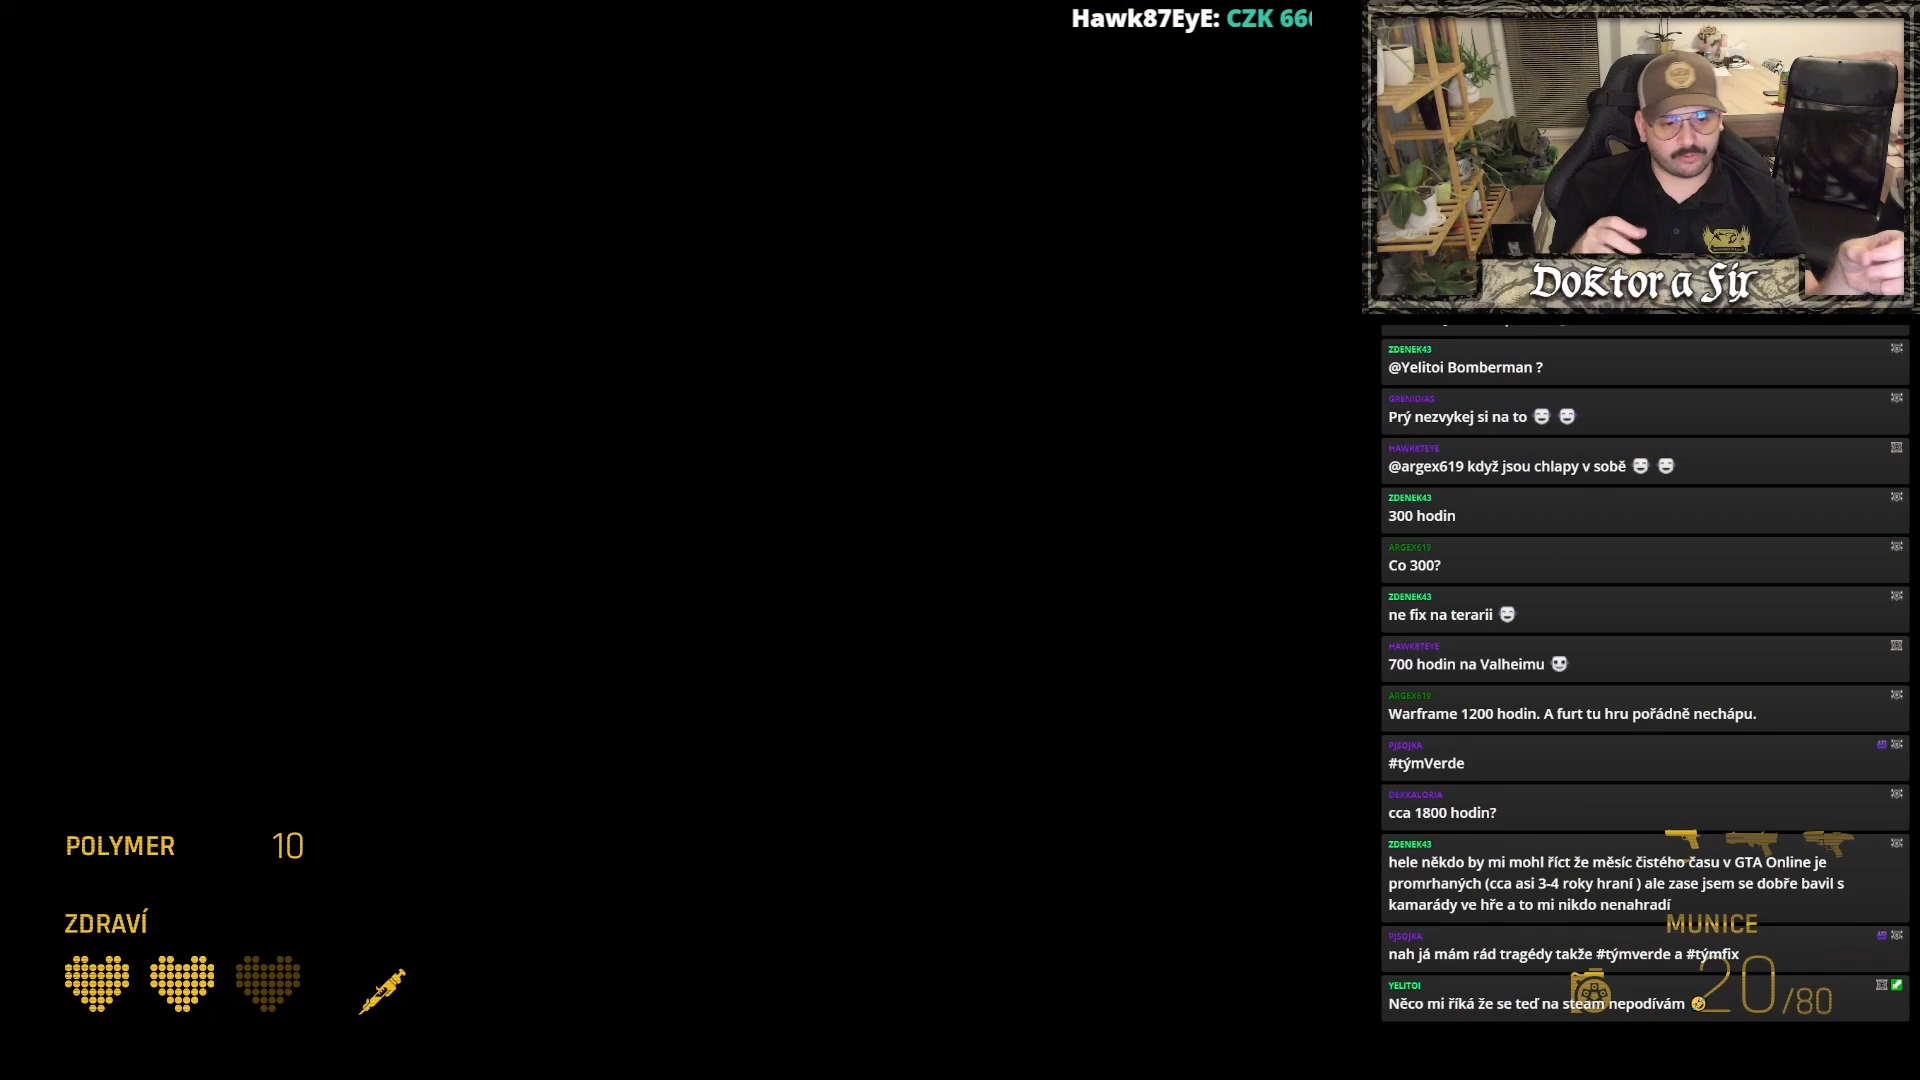 Hawk87EyE: CZK 666
Doktor a Fix
ZDENEK43
@Yelitoi Bomberman ?
GRENIDIAS
Prý nezvykej si na to
HAWK87EYE
@argex619 když jsou chlapy v sobě
ZDENEK43
300 hodin
ARGEX619
Co 300?
ZDENEK43
ne fix na terarii
HAWK87EYE
700 hodin na Valheimu
ARGEX619
Warframe 1200 hodin. A furt tu hru pořádně nechápu.
PJSOJKA
#týmVerde
DEXXALORIA
cca 1800 hodin?
ZDENEK43
hele někdo by mi mohl říct že měsíc čistého času v GTA Online je
promrhaných (cca asi 3-4 roky hraní ) ale zase jsem se dobře bavil s
kamarády ve hře a to mi nikdo nenahradí
PJSOJKA
nah já mám rád tragédy takže #týmverde a #týmfix
YELITOI
Něco mi říká že se teď na steam nepodívám
POLYMER 10
ZDRAVÍ
MUNICE
20/80